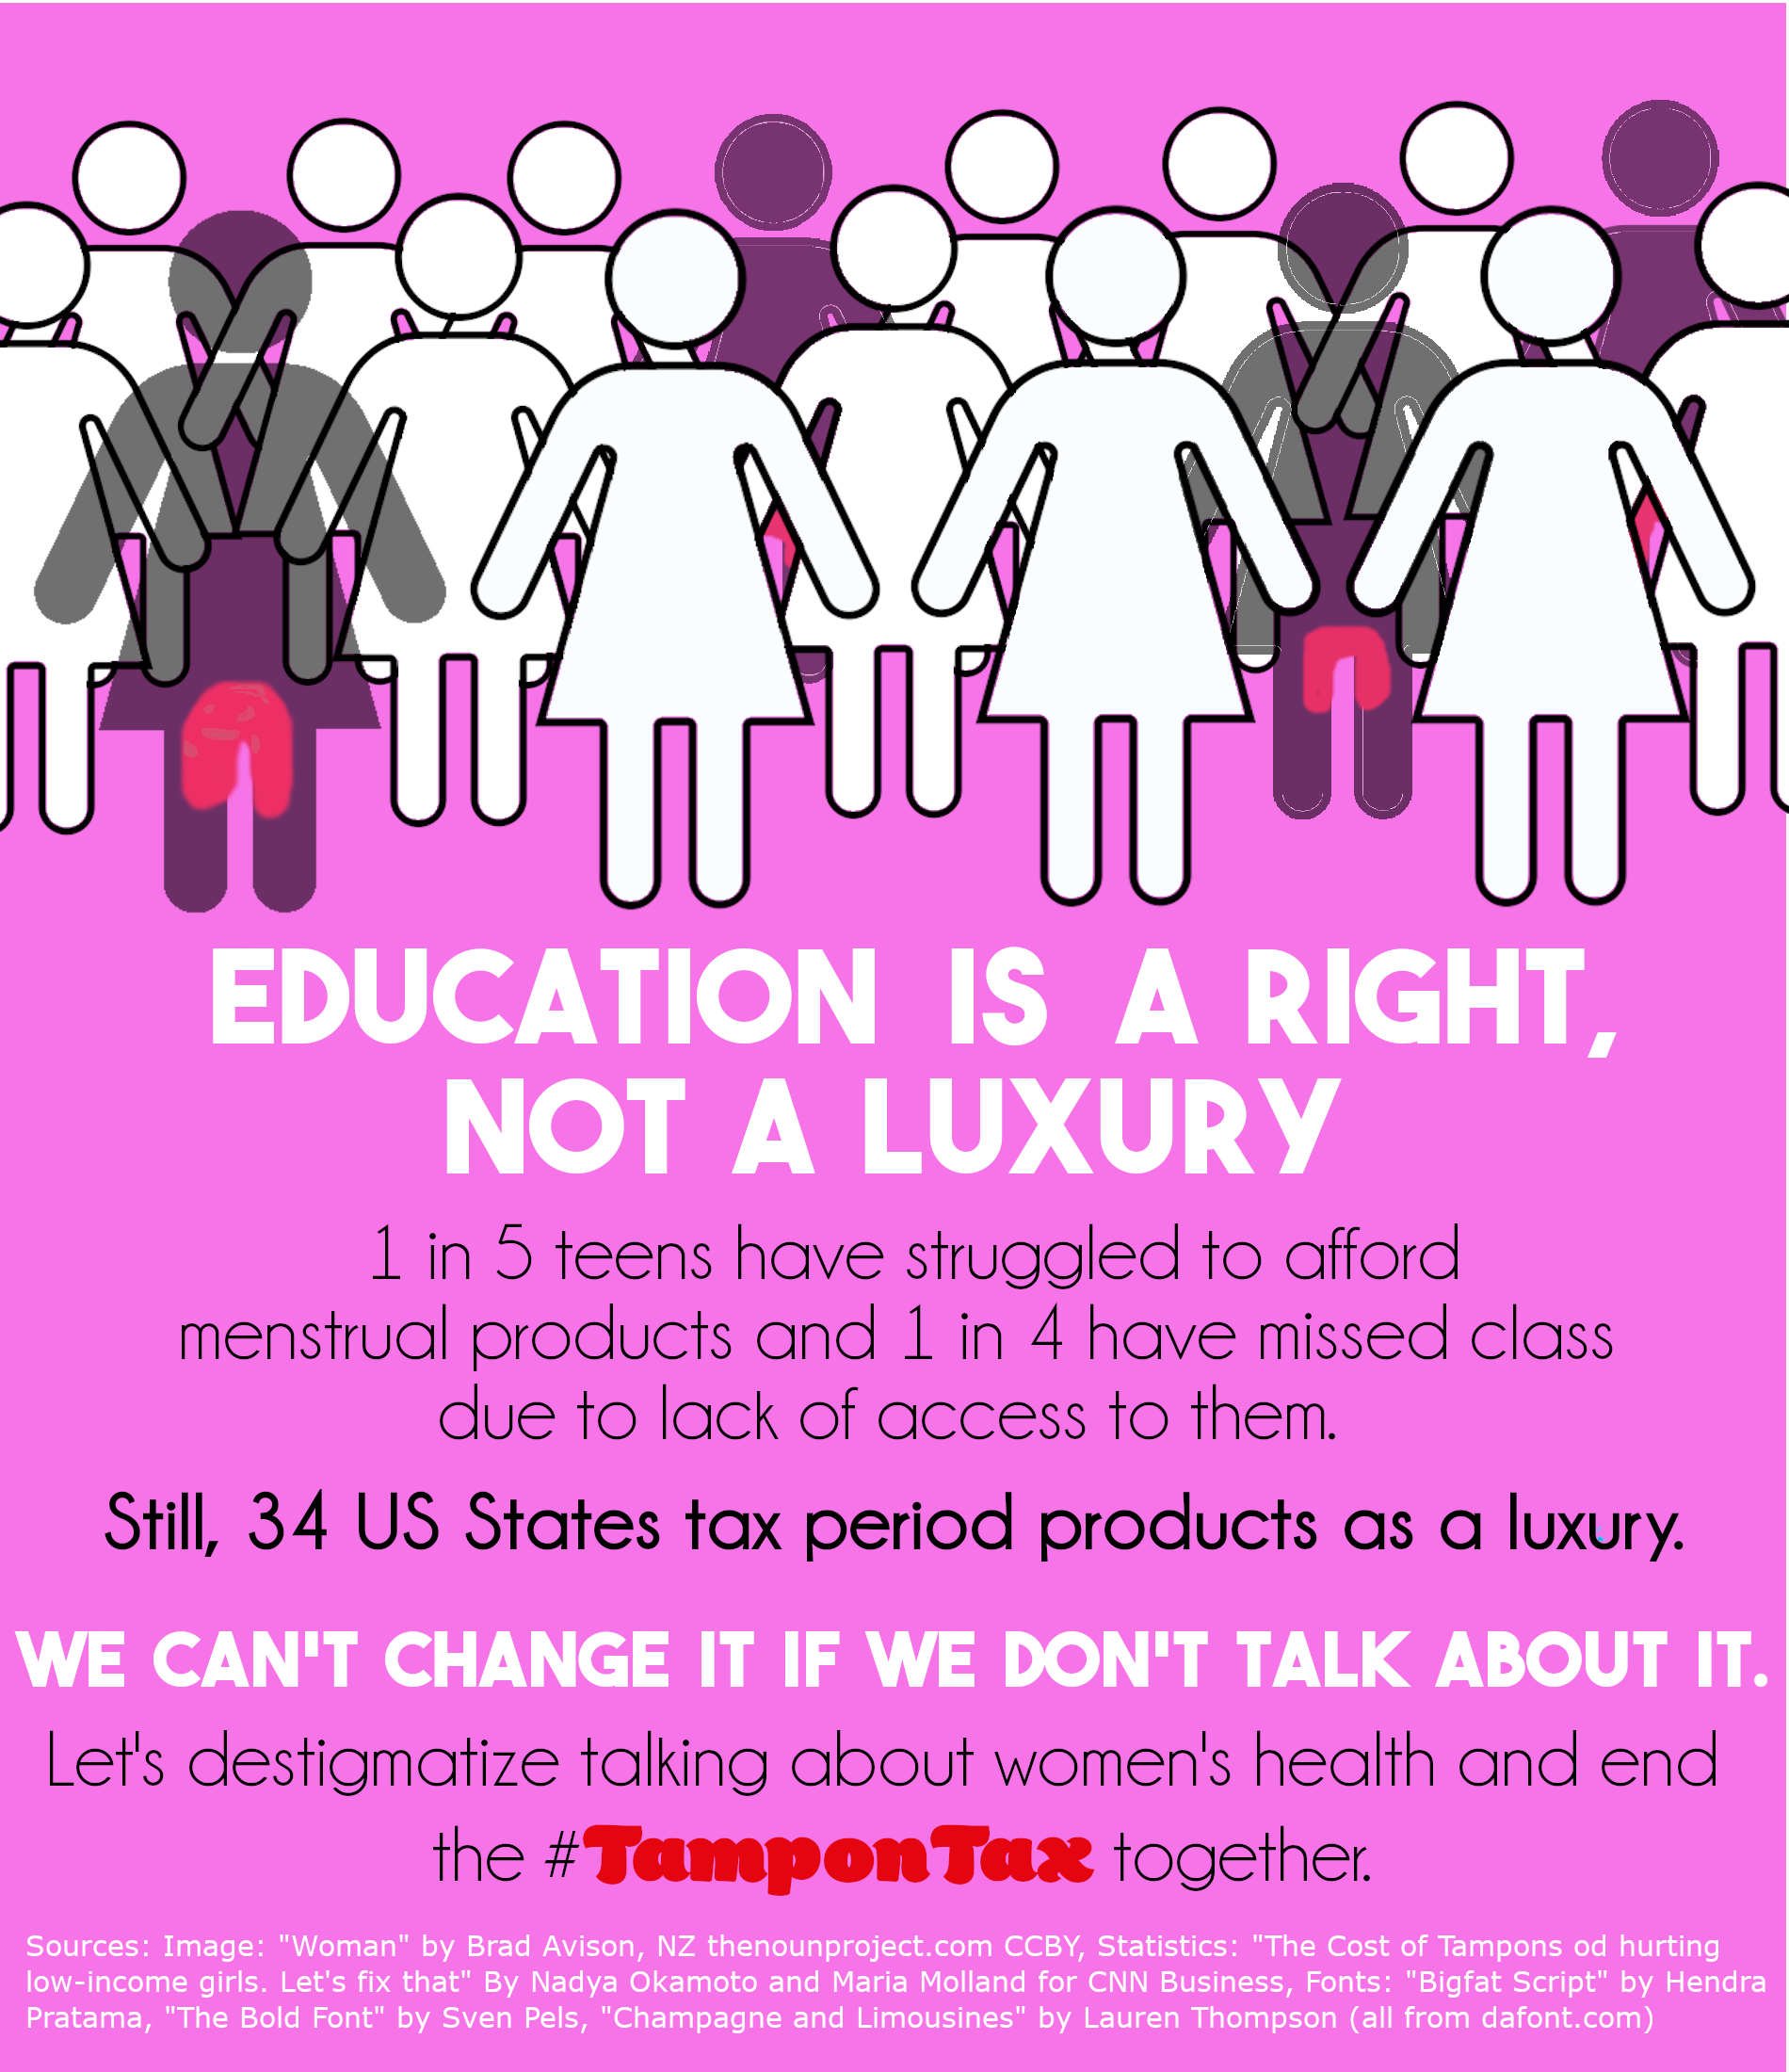 EDUCATION IS A RIGHT,
NOT A LUXURY
1 in 5 teens have struggled to afford
menstrual products and 1 in 4 have missed class
due to lack of access to them.
Still, 34 US States tax period products as a luxury.
WE CAN'T CHANGE IT IF WE DON'T TALK ABOUT IT.
Let's destigmatize talking about women's health and end
the #TamponTax together.
Sources: Image: "Woman" by Brad Avison, NZ thenounproject.com CCBY, Statistics: "The Cost of Tampons od hurting
low-income girls. Let's fix that" By Nadya Okamoto and Maria Molland for CNN Business, Fonts: "Bigfat Script" by Hendra
Pratama, "The Bold Font" by Sven Pels, "Champagne and Limousines" by Lauren Thompson (all from dafont.com)